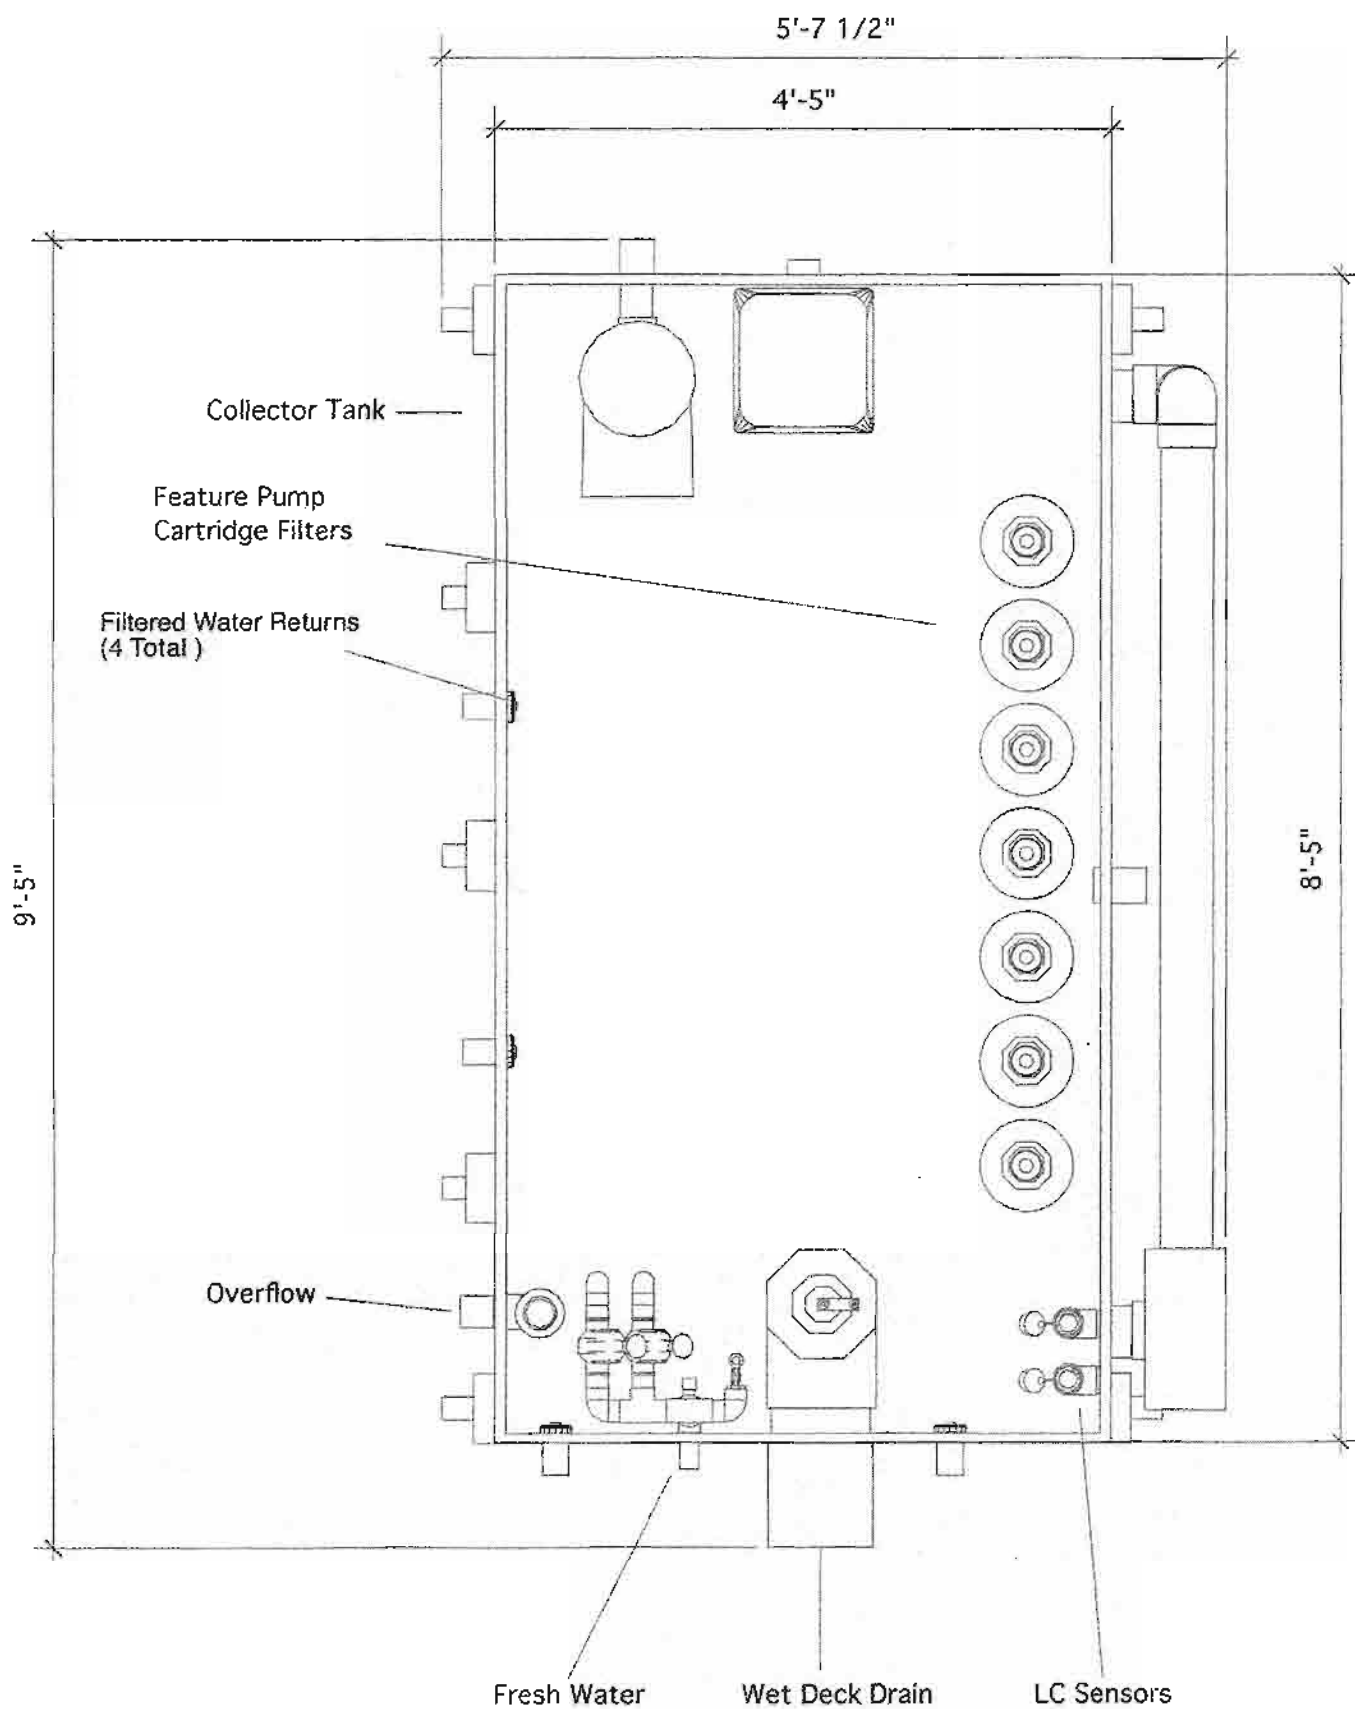 5'-7 1/2"
4'-5"
Collector Tank
Feature Pump
Cartridge Filters
Filtered Water Returns
(4 Total )
9'-5"
8'-5"
Overflow
Fresh Water
Wet Deck Drain
LC Sensors